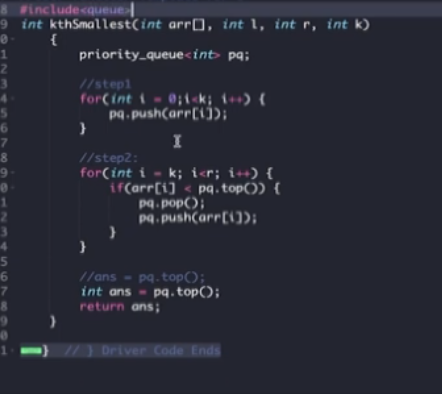 8 #include<queue>
9 int kthSmallest(int arr[], int l, int r, int k)
0 {
1 priority_queue<int> pq;
2
3 //step1
4 for(int i = 0;i<k; i++) {
5 pq.push(arr[i]);
6 }
7
8 //step2:
9 for(int i = k; i<r; i++) {
0 if(arr[i] < pq.top()) {
1 pq.pop();
2 pq.push(arr[i]);
3 }
4 }
5
6 //ans = pq.top();
7 int ans = pq.top();
8 return ans;
9 }
0
1 } // } Driver Code Ends